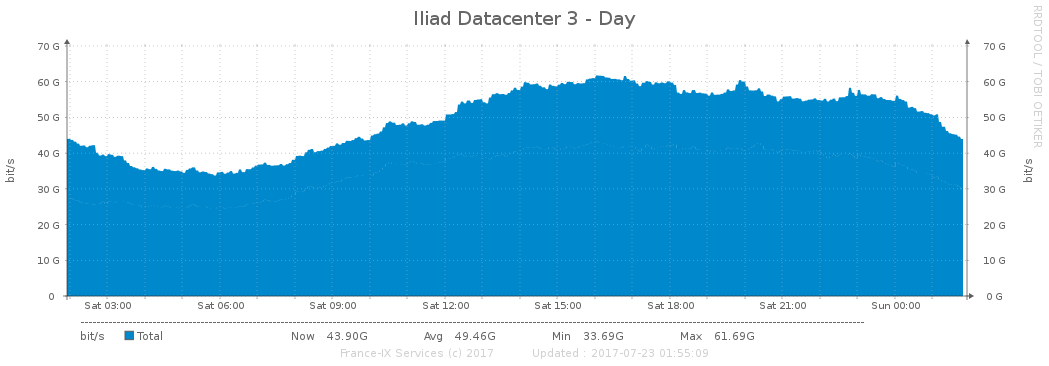 Iliad Datacenter 3 - Day
RRDTOOL / TOBI OETIKER
70 G 70 G
60 G 60 G
50 G 50 G
40 G 40 G
30 G 30 G
20 G 20 G
10 G 10 G
0 0 G
bit/s bit/s
Sat 03:00 Sat 06:00 Sat 09:00 Sat 12:00 Sat 15:00 Sat 18:00 Sat 21:00 Sun 00:00
bit/s Total Now 43.90G Avg 49.46G Min 33.69G Max 61.69G
France-IX Services (c) 2017 Updated : 2017-07-23 01:55:09